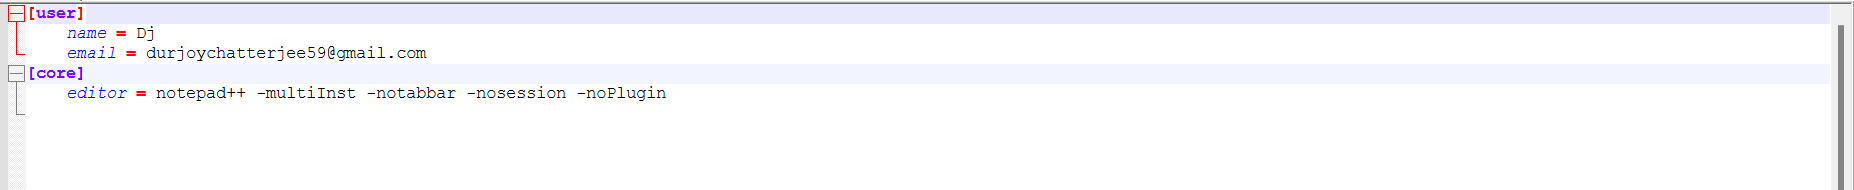 [user]
name = Dj
email = durjoychatterjee59@gmail.com
[core]
editor = notepad++ -multiInst -notabbar -nosession -noPlugin